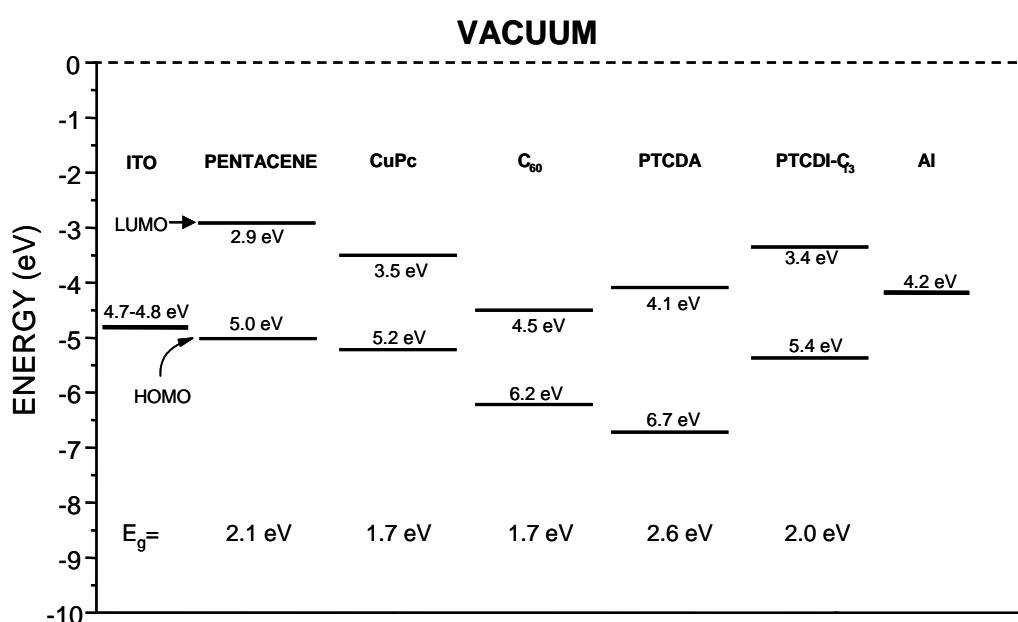 VACUUM
0
-1
-2
-3
-4
-5
-6
-7
-8
-9
-10
ENERGY (eV)
ITO PENTACENE CuPc C60 PTCDA PTCDI-C13 Al
LUMO
2.9 eV
3.5 eV
3.4 eV
4.7-4.8 eV
5.0 eV
5.2 eV
4.5 eV
4.1 eV
4.2 eV
5.4 eV
HOMO
6.2 eV
6.7 eV
Eg= 2.1 eV 1.7 eV 1.7 eV 2.6 eV 2.0 eV